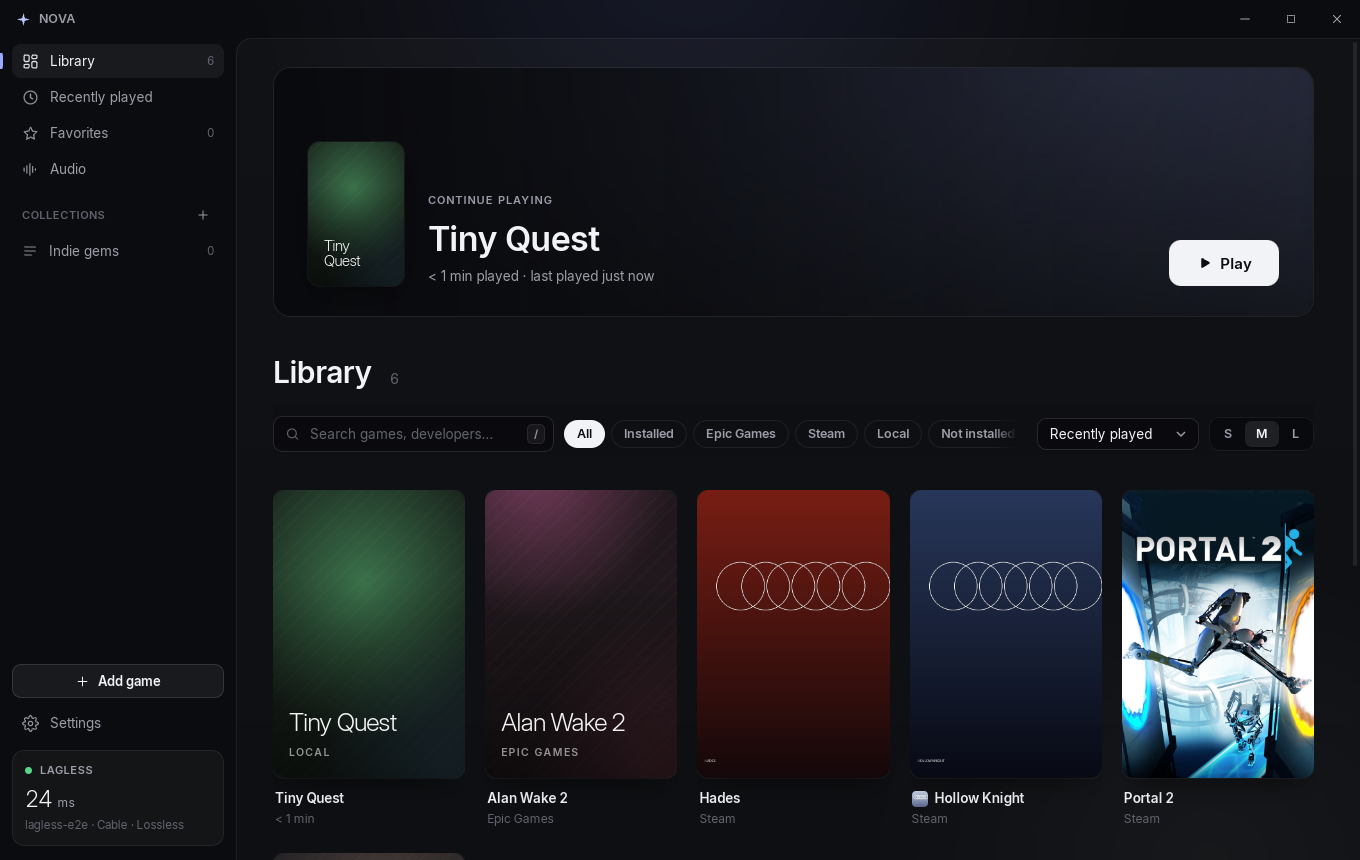 NOVA
Library 6
Recently played
Favorites 0
Audio
COLLECTIONS
Indie gems 0
Add game
Settings
LAGLESS
24 ms
lagless-e2e · Cable · Lossless
Tiny
Quest
CONTINUE PLAYING
Tiny Quest
< 1 min played · last played just now
Play
Library 6
Search games, developers... /
All Installed Epic Games Steam Local Not installed
Recently played
S M L
Tiny Quest
LOCAL
Alan Wake 2
EPIC GAMES
HADES
HOLLOW KNIGHT
PORTAL 2
Tiny Quest
< 1 min
Alan Wake 2
Epic Games
Hades
Steam
Hollow Knight
Steam
Portal 2
Steam